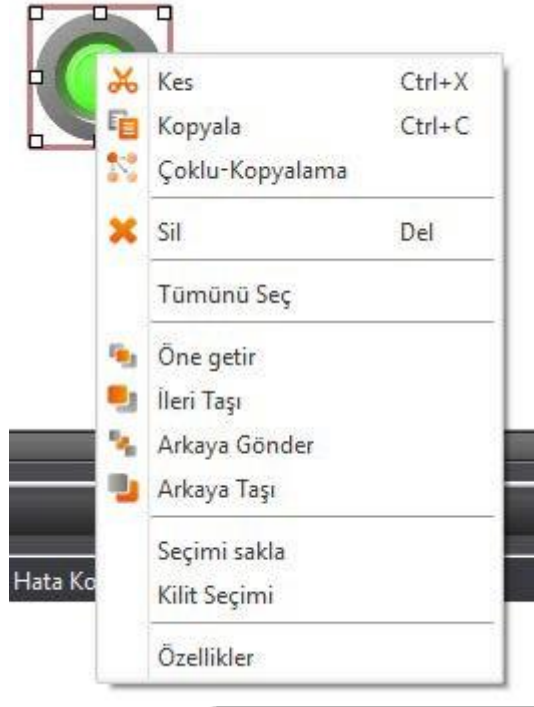 Kes Ctrl+X
Kopyala Ctrl+C
Çoklu-Kopyalama
Sil Del
Tümünü Seç
Öne getir
İleri Taşı
Arkaya Gönder
Arkaya Taşı
Seçimi sakla
Hata Ko
Kilit Seçimi
Özellikler